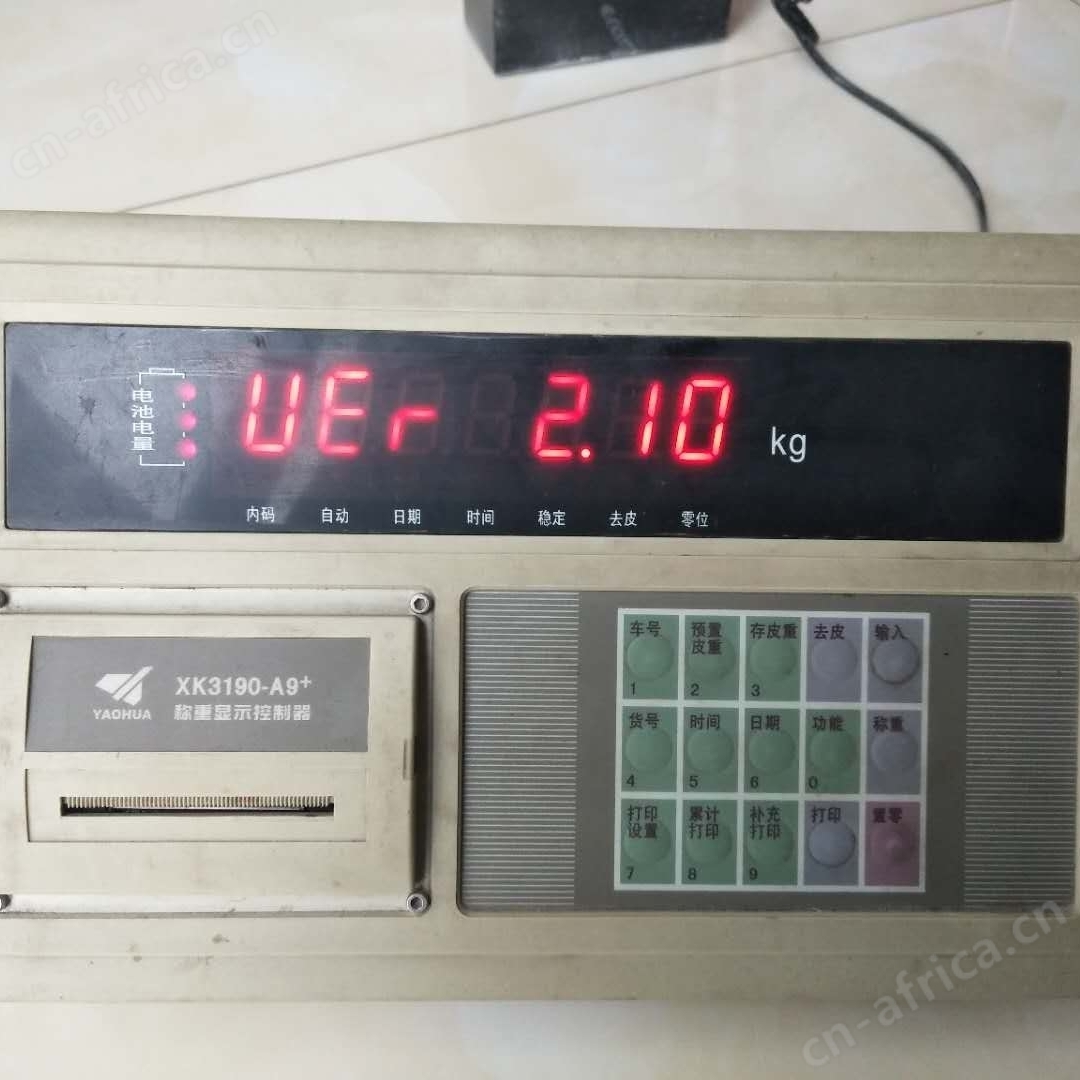 cn-africa.cn
电池电量
UEr 2.10 kg
内码 自动 日期 时间 稳定 去皮 零位
YAOHUA
XK3190-A9+
称重显示控制器
车号 1
预置皮重 2
存皮重 3
去皮
输入
货号 4
时间 5
日期 6
功能 0
称重
打印设置 7
累计打印 8
补充打印 9
打印
置零
cn-africa.cn